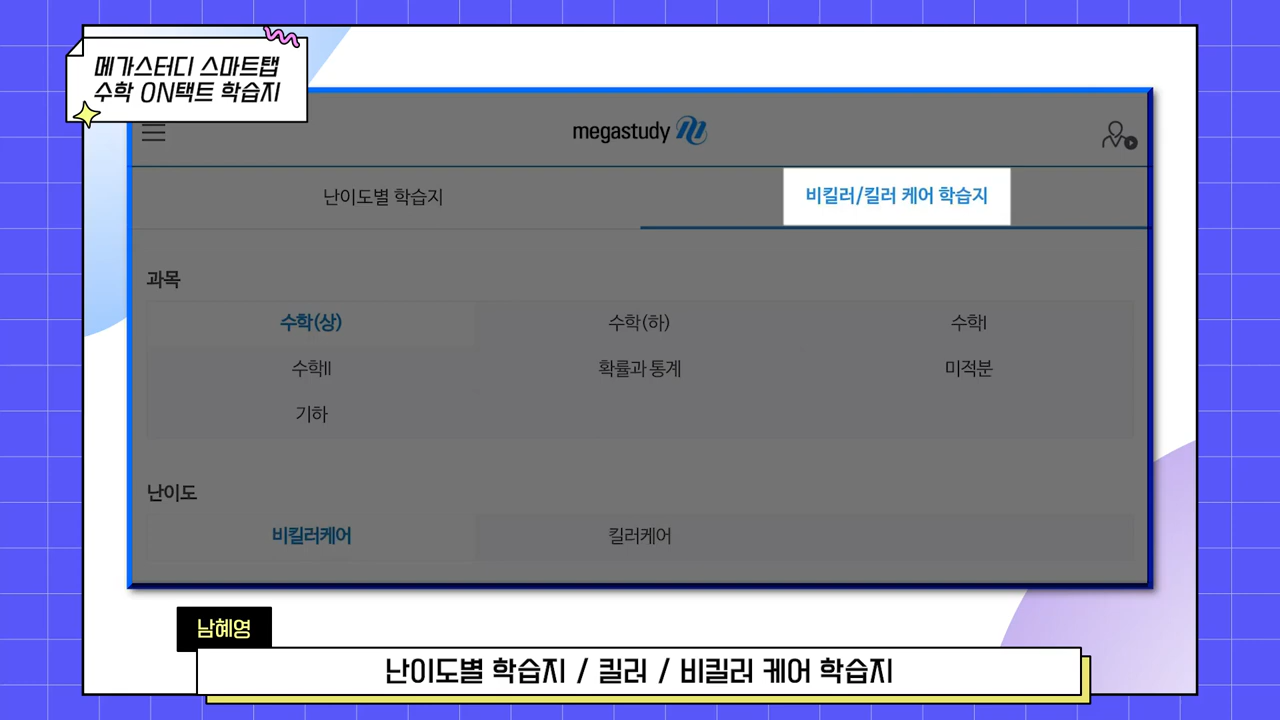 메가스터디 스마트탭
수학 ON택트 학습지
megastudy
난이도별 학습지
비킬러/킬러 케어 학습지
과목
수학(상)
수학(하)
수학I
수학II
확률과 통계
미적분
기하
난이도
비킬러케어
킬러케어
남혜영
난이도별 학습지 / 킬러 / 비킬러 케어 학습지